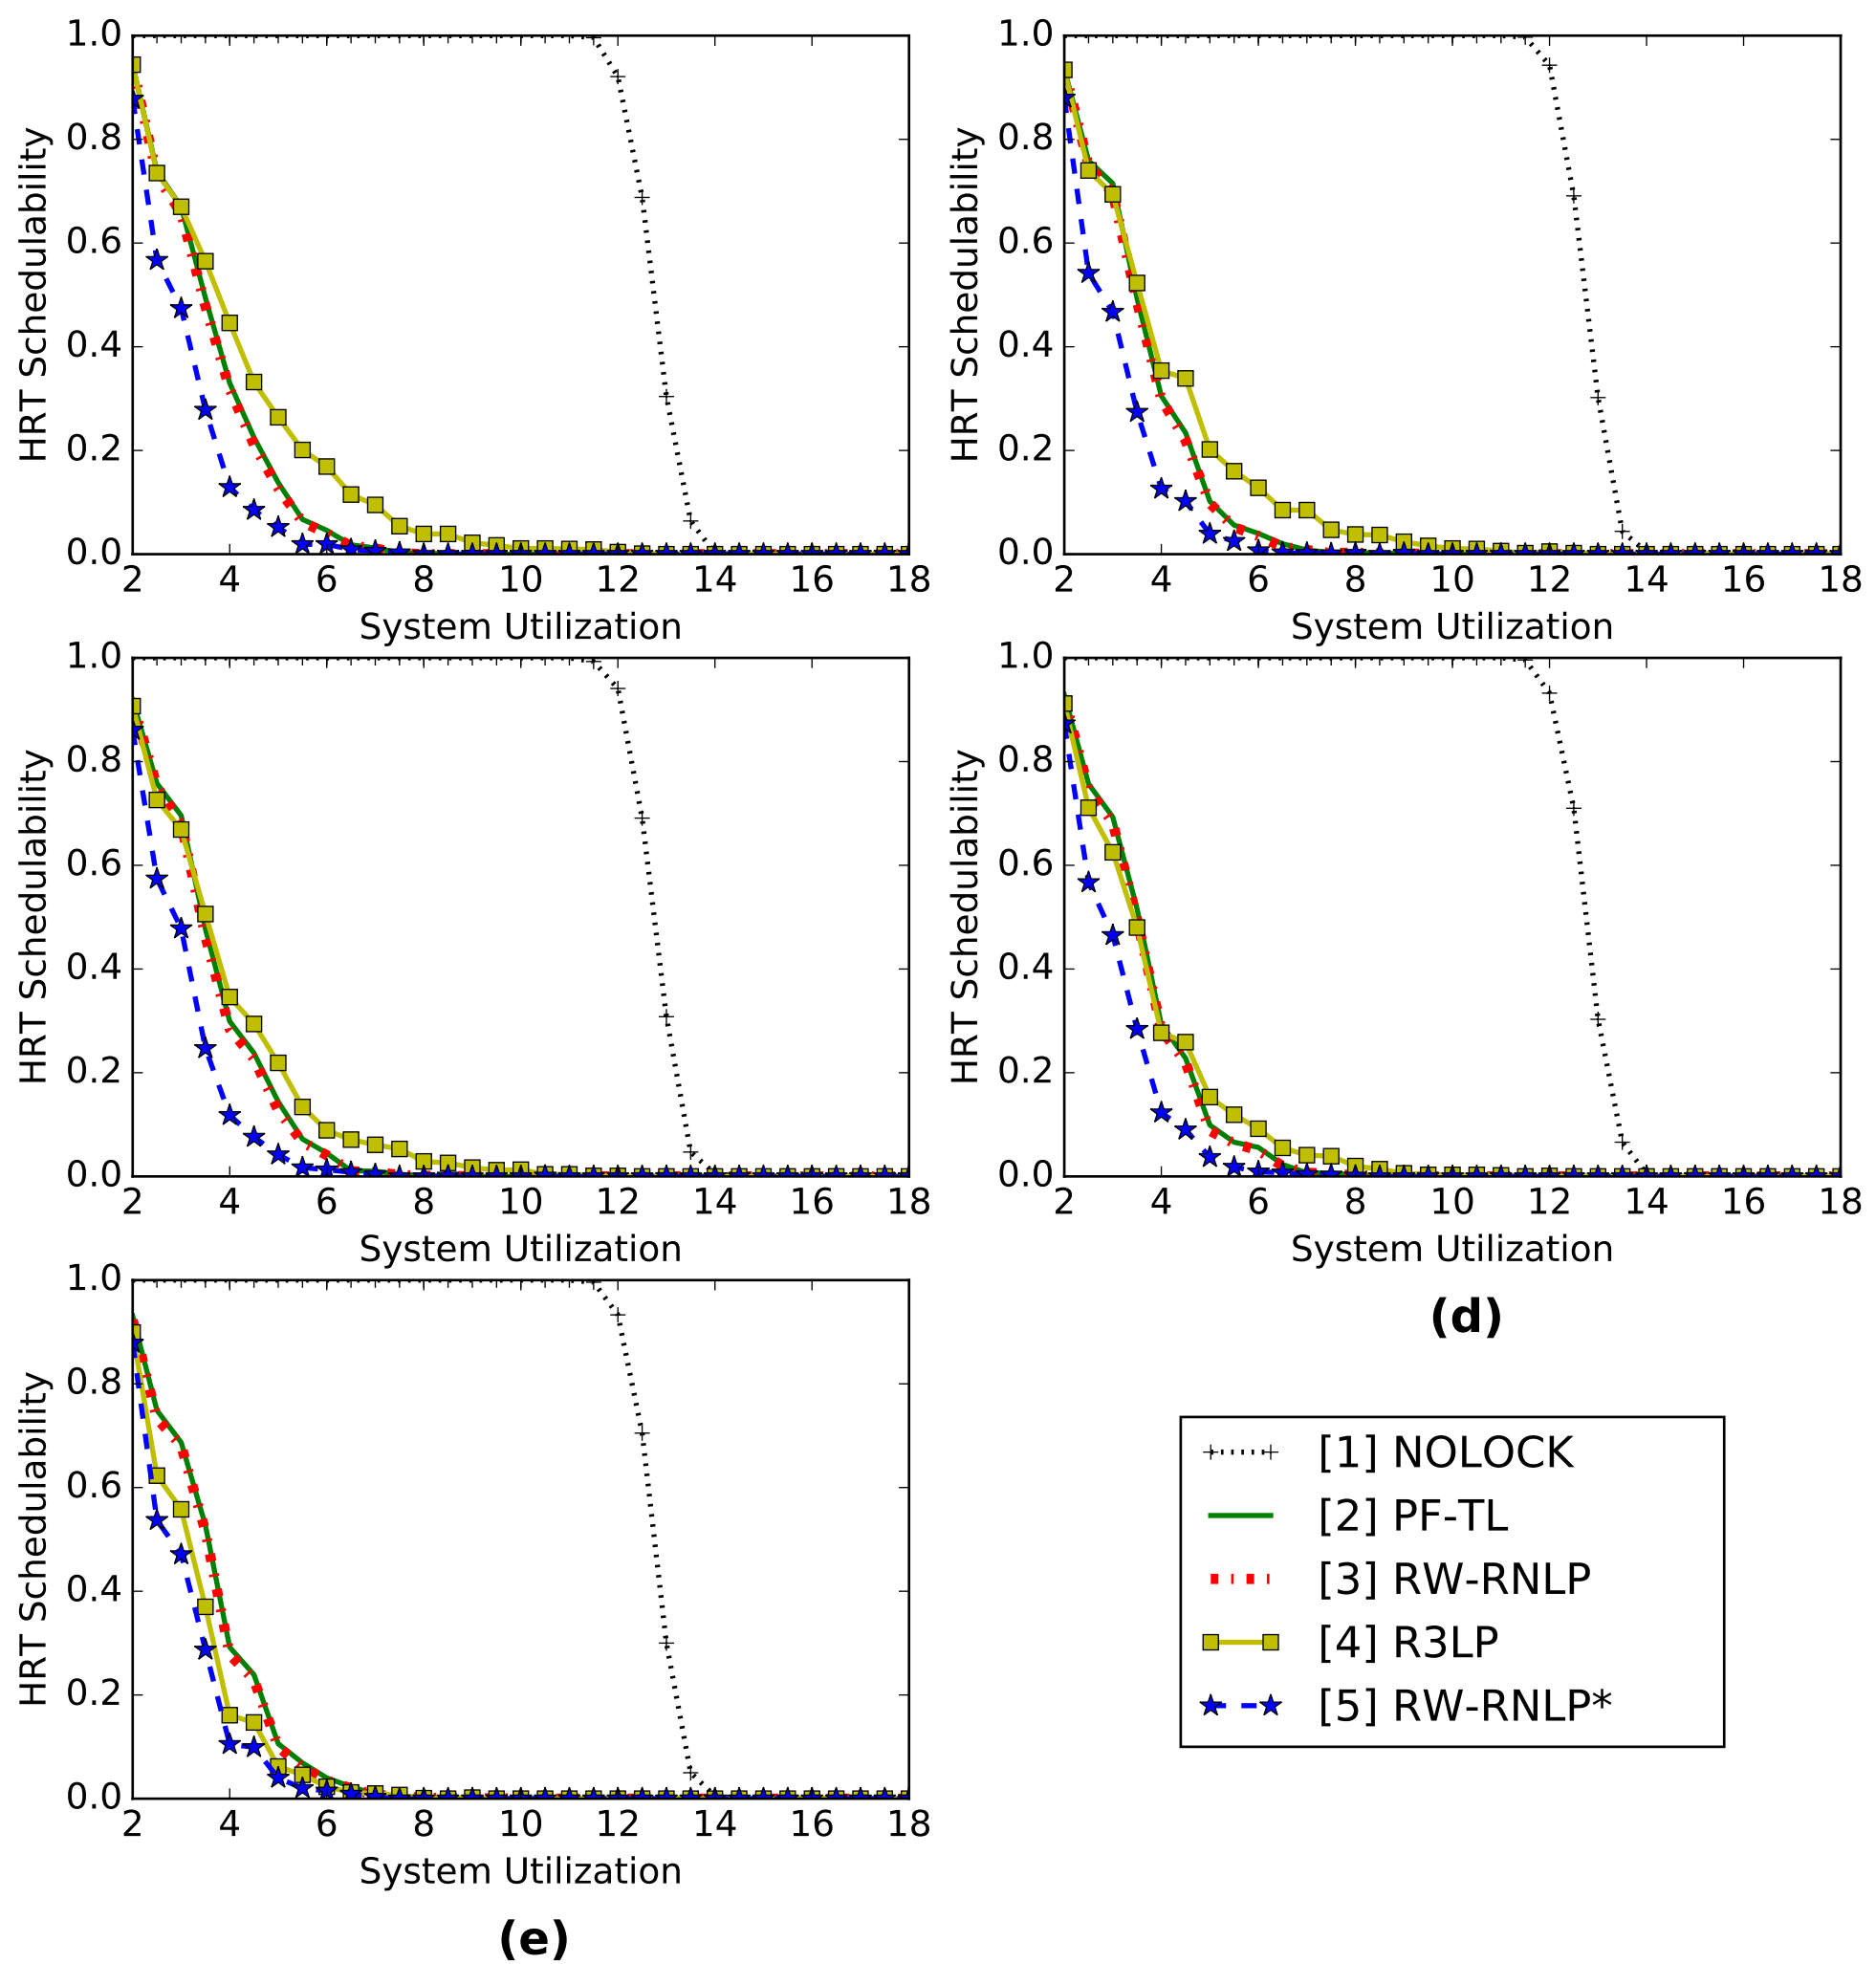 HRT Schedulability
1.0
0.8
0.6
0.4
0.2
0.0
2 4 6 8 10 12 14 16 18
System Utilization
HRT Schedulability
1.0
0.8
0.6
0.4
0.2
0.0
2 4 6 8 10 12 14 16 18
System Utilization
HRT Schedulability
1.0
0.8
0.6
0.4
0.2
0.0
2 4 6 8 10 12 14 16 18
System Utilization
HRT Schedulability
1.0
0.8
0.6
0.4
0.2
0.0
2 4 6 8 10 12 14 16 18
System Utilization
(d)
HRT Schedulability
1.0
0.8
0.6
0.4
0.2
0.0
2 4 6 8 10 12 14 16 18
System Utilization
(e)
[1] NOLOCK
[2] PF-TL
[3] RW-RNLP
[4] R3LP
[5] RW-RNLP*